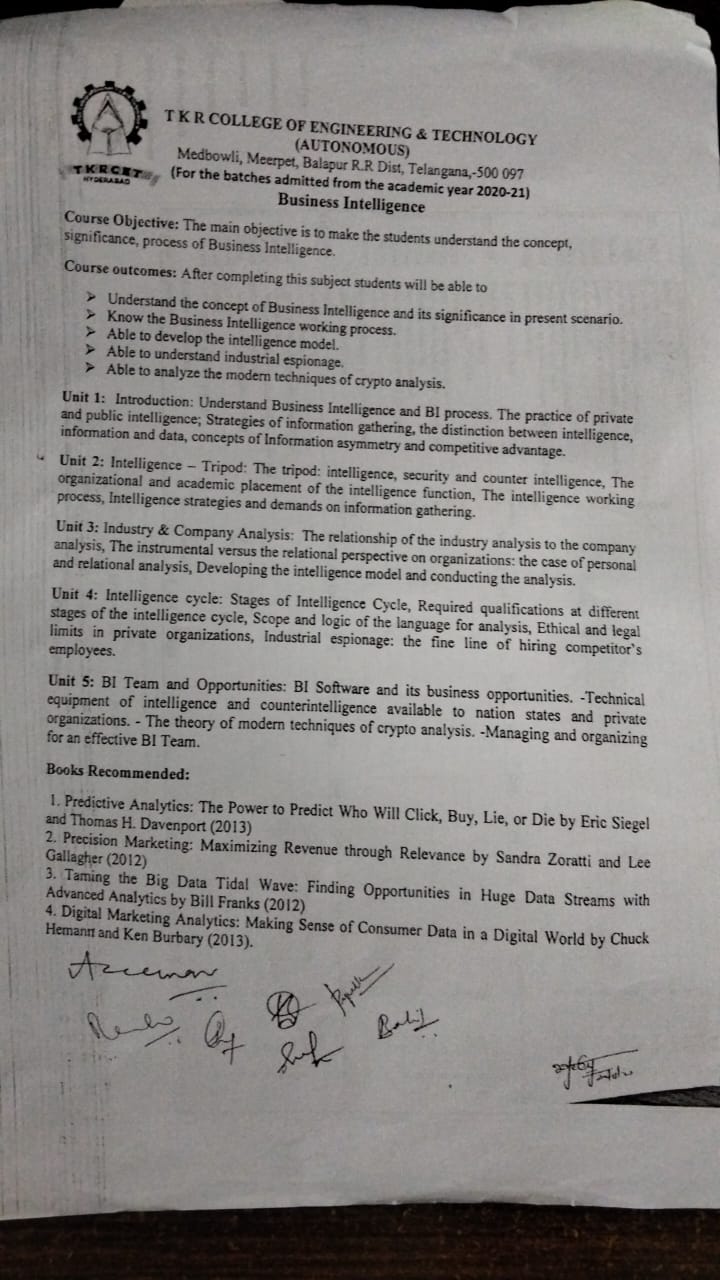 T K R COLLEGE OF ENGINEERING & TECHNOLOGY
(AUTONOMOUS)
Medbowli, Meerpet, Balapur R.R Dist, Telangana,-500 097
TKRCET
HYDERABAD
(For the batches admitted from the academic year 2020-21)
Business Intelligence
Course Objective: The main objective is to make the students understand the concept,
significance, process of Business Intelligence.
Course outcomes: After completing this subject students will be able to
➢ Understand the concept of Business Intelligence and its significance in present scenario.
➢ Know the Business Intelligence working process.
➢ Able to develop the intelligence model.
➢ Able to understand industrial espionage.
➢ Able to analyze the modern techniques of crypto analysis.
Unit 1: Introduction: Understand Business Intelligence and BI process. The practice of private
and public intelligence; Strategies of information gathering, the distinction between intelligence,
information and data, concepts of Information asymmetry and competitive advantage.
Unit 2: Intelligence – Tripod: The tripod: intelligence, security and counter intelligence, The
organizational and academic placement of the intelligence function, The intelligence working
process, Intelligence strategies and demands on information gathering.
Unit 3: Industry & Company Analysis: The relationship of the industry analysis to the company
analysis, The instrumental versus the relational perspective on organizations: the case of personal
and relational analysis, Developing the intelligence model and conducting the analysis.
Unit 4: Intelligence cycle: Stages of Intelligence Cycle, Required qualifications at different
stages of the intelligence cycle, Scope and logic of the language for analysis, Ethical and legal
limits in private organizations, Industrial espionage: the fine line of hiring competitor's
employees.
Unit 5: BI Team and Opportunities: BI Software and its business opportunities. -Technical
equipment of intelligence and counterintelligence available to nation states and private
organizations. - The theory of modern techniques of crypto analysis. -Managing and organizing
for an effective BI Team.
Books Recommended:
1. Predictive Analytics: The Power to Predict Who Will Click, Buy, Lie, or Die by Eric Siegel
and Thomas H. Davenport (2013)
2. Precision Marketing: Maximizing Revenue through Relevance by Sandra Zoratti and Lee
Gallagher (2012)
3. Taming the Big Data Tidal Wave: Finding Opportunities in Huge Data Streams with
Advanced Analytics by Bill Franks (2012)
4. Digital Marketing Analytics: Making Sense of Consumer Data in a Digital World by Chuck
Hemann and Ken Burbary (2013).